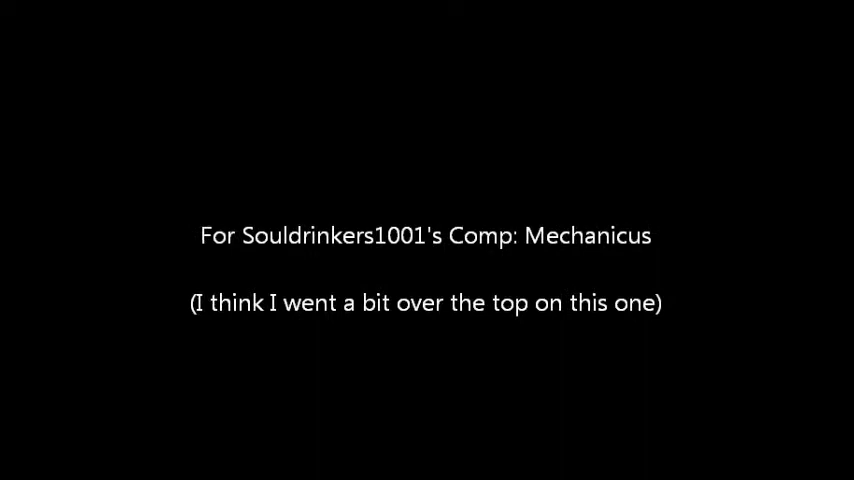 For Souldrinkers1001's Comp: Mechanicus
(I think I went a bit over the top on this one)